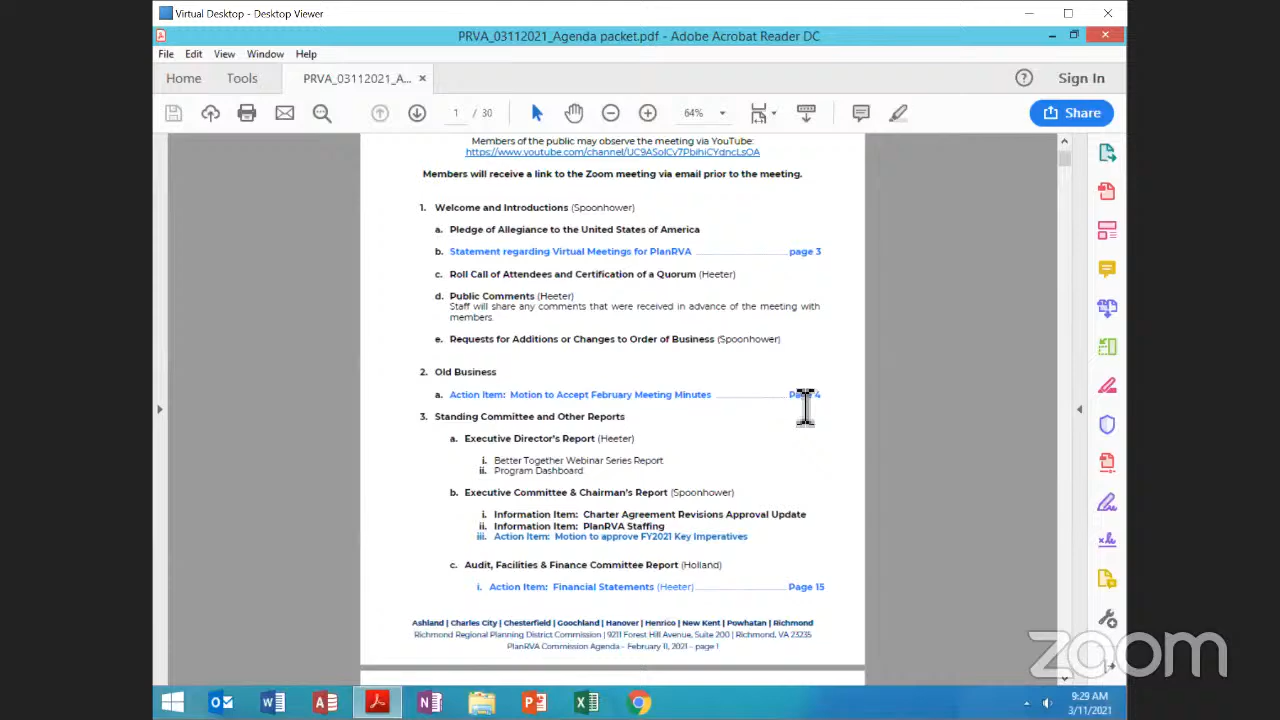 Virtual Desktop - Desktop Viewer
PRVA_03112021_Agenda packet.pdf - Adobe Acrobat Reader DC
File Edit View Window Help
Home Tools PRVA_03112021_A... ×
Sign In
1 / 30
64%
Share
Members of the public may observe the meeting via YouTube:
Members will receive a link to the Zoom meeting via email prior to the meeting.
1. Welcome and Introductions (Spoonhower)
a. Pledge of Allegiance to the United States of America
b. Statement regarding Virtual Meetings for PlanRVA page 3
c. Roll Call of Attendees and Certification of a Quorum (Heeter)
d. Public Comments (Heeter)
Staff will share any comments that were received in advance of the meeting with
members.
e. Requests for Additions or Changes to Order of Business (Spoonhower)
2. Old Business
a. Action Item: Motion to Accept February Meeting Minutes 4
3. Standing Committee and Other Reports
a. Executive Director's Report (Heeter)
i. Better Together Webinar Series Report
ii. Program Dashboard
b. Executive Committee & Chairman's Report (Spoonhower)
i. Information Item: Charter Agreement Revisions Approval Update
ii. Information Item: PlanRVA Staffing
iii. Action Item: Motion to approve FY2021 Key Imperatives
c. Audit, Facilities & Finance Committee Report (Holland)
i. Action Item: Financial Statements (Heeter) Page 15
Ashland | Charles City | Chesterfield | Goochland | Hanover | Henrico | New Kent | Powhatan | Richmond
Richmond Regional Planning District Commission | 9211 Forest Hill Avenue, Suite 200 | Richmond, VA 23235
PlanRVA Commission Agenda - February 11, 2021 - page 1
zoom
9:29 AM
3/11/2021